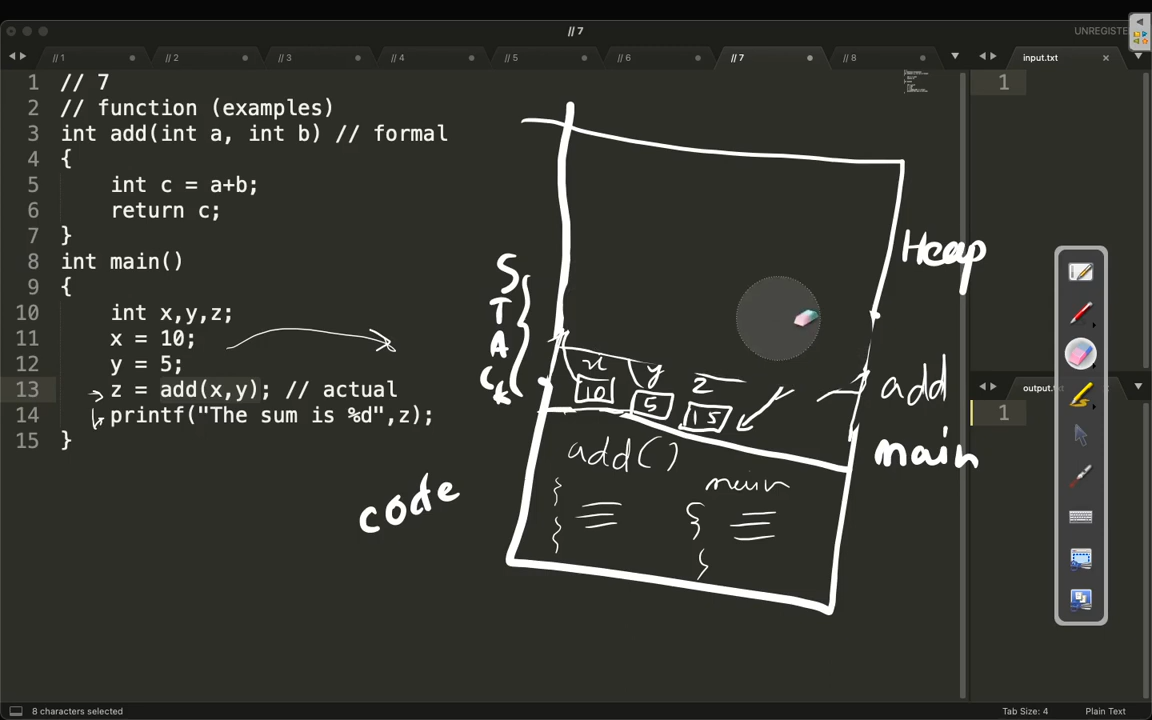 // 7
UNREGISTE
// 1
// 2
// 3
// 4
// 5
// 6
// 7
// 8
input.txt
1 // 7
2 // function (examples)
3 int add(int a, int b) // formal
4 {
5 int c = a+b;
6 return c;
7 }
8 int main()
9 {
10 int x,y,z;
11 x = 10;
12 y = 5;
13 z = add(x,y); // actual
14 printf("The sum is %d",z);
15 }
1
output.txt
1
Heap
STACK
x y z
10 5 15
add
main
add() main
{ {
} }
code
8 characters selected
Tab Size: 4
Plain Text